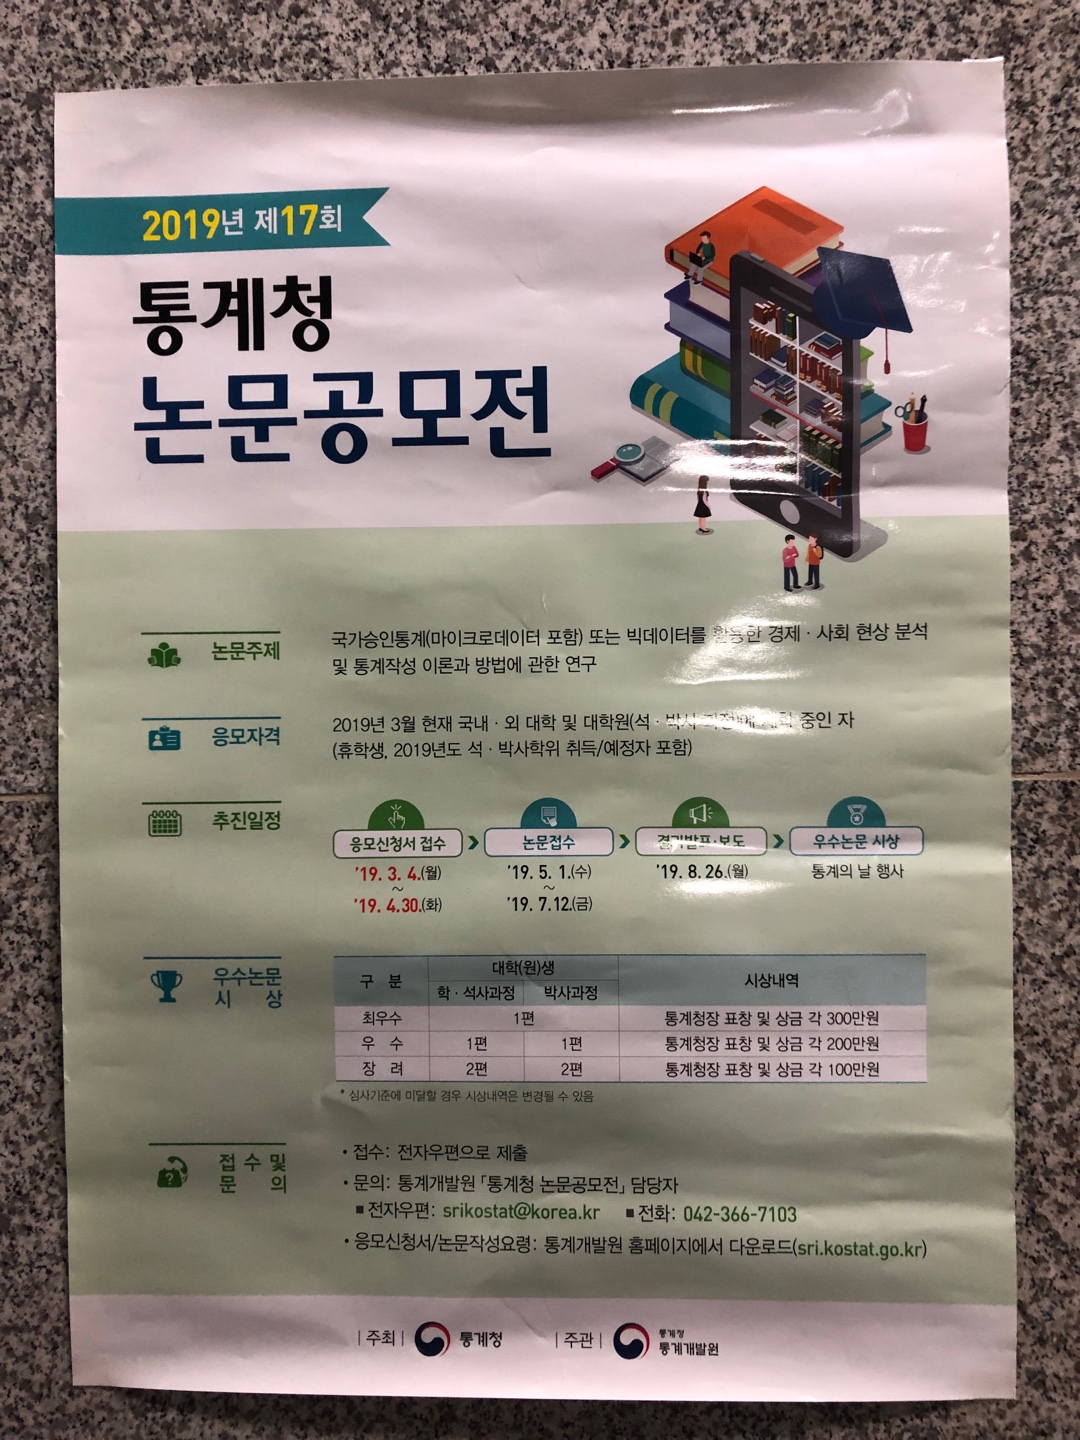 2019년 제17회
통계청
논문공모전
논문주제
국가승인통계(마이크로데이터 포함) 또는 빅데이터를 활용한 경제 · 사회 현상 분석
및 통계작성 이론과 방법에 관한 연구
응모자격
2019년 3월 현재 국내 · 외 대학 및 대학원(석 · 박사 중인 자
(휴학생, 2019년도 석 · 박사학위 취득/예정자 포함)
추진일정
응모신청서 접수
'19. 3. 4.(월)
~
'19. 4.30.(화)
논문접수
'19. 5. 1.(수)
~
'19. 7.12.(금)
결과발표·보도
'19. 8. 26.(월)
우수논문 시상
통계의 날 행사
우수논문
시 상
구 분 대학(원)생 시상내역
학 · 석사과정 박사과정
최우수 1편 통계청장 표창 및 상금 각 300만원
우 수 1편 1편 통계청장 표창 및 상금 각 200만원
장 려 2편 2편 통계청장 표창 및 상금 각 100만원
* 심사기준에 미달할 경우 시상내역은 변경될 수 있음
접 수 및
문 의
• 접수: 전자우편으로 제출
• 문의: 통계개발원 「통계청 논문공모전」 담당자
■ 전자우편: srikostat@korea.kr ■ 전화: 042-366-7103
• 응모신청서/논문작성요령: 통계개발원 홈페이지에서 다운로드(sri.kostat.go.kr)
| 주최 | 통계청 | 주관 | 통계청
통계개발원